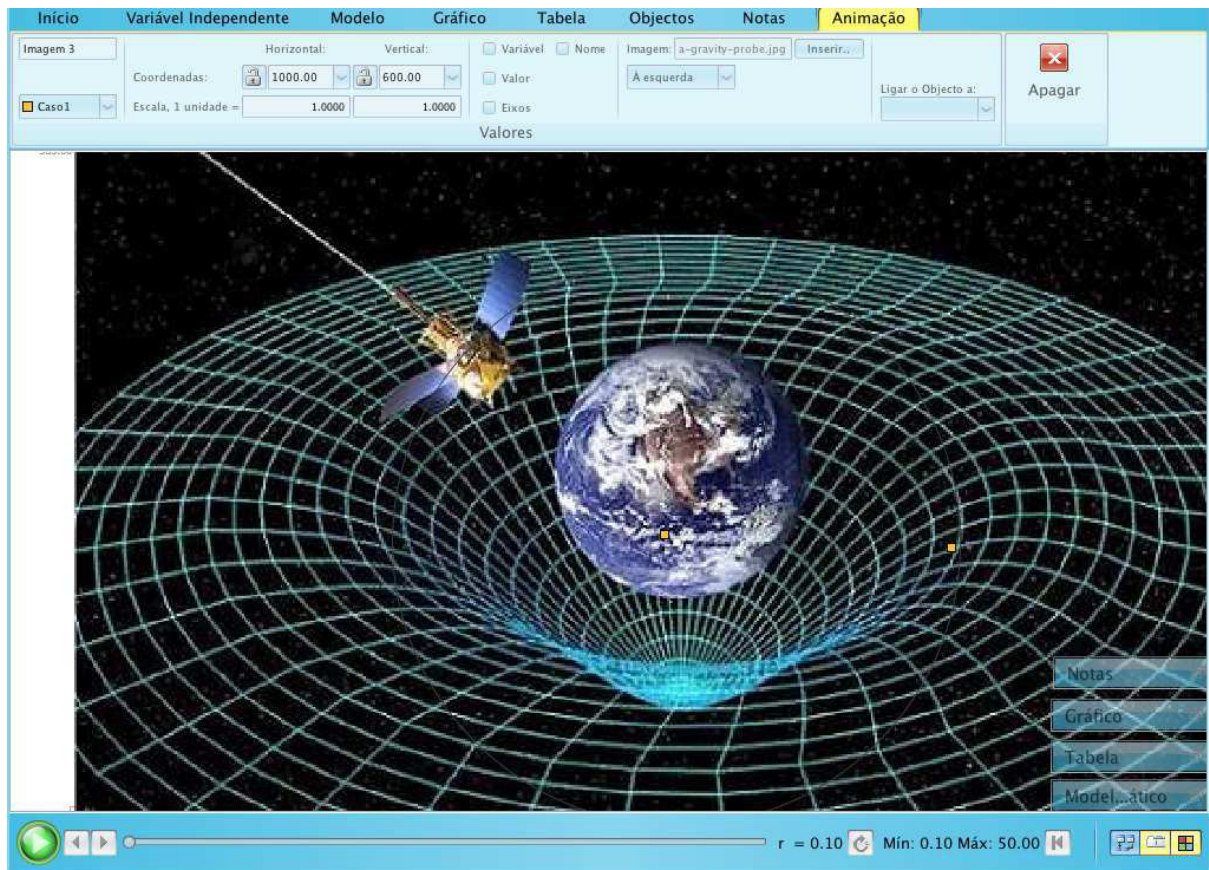 Início Variável Independente Modelo Gráfico Tabela Objectos Notas Animação
Imagem 3 Horizontal: Vertical: Variável Nome Imagem: a-gravity-probe.jpg Inserir..
Coordenadas: 1000.00 600.00 Valor À esquerda
Ligar o Objecto a: Apagar
Caso1 Escala, 1 unidade = 1.0000 1.0000 Eixos
Valores
Notas
Gráfico
Tabela
Model...ático
r = 0.10 Mín: 0.10 Máx: 50.00